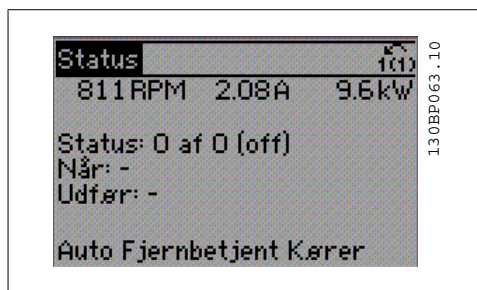 Status 1(1)
811RPM 2.08A 9.6kW
Status: 0 af 0 (off)
Når: -
Udfør: -
Auto Fjernbetjent Kører
130BP063.10